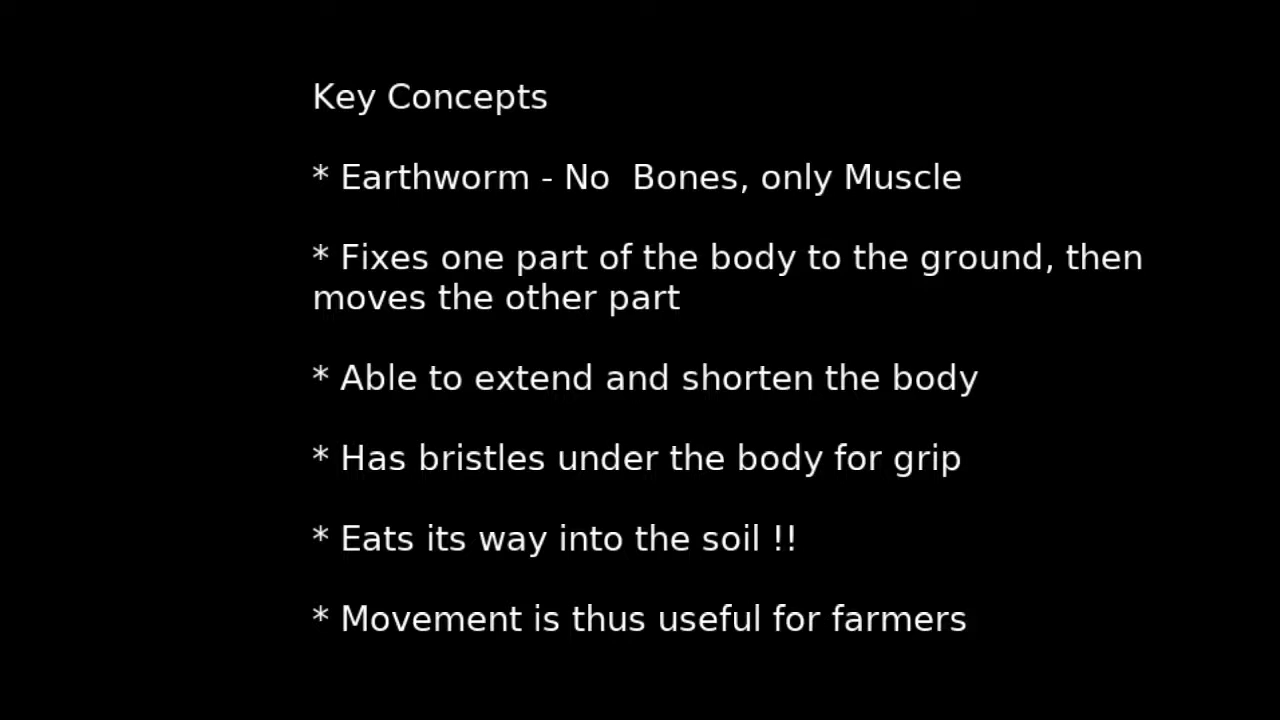 Key Concepts
* Earthworm - No  Bones, only Muscle
* Fixes one part of the body to the ground, then
moves the other part
* Able to extend and shorten the body
* Has bristles under the body for grip
* Eats its way into the soil !!
* Movement is thus useful for farmers